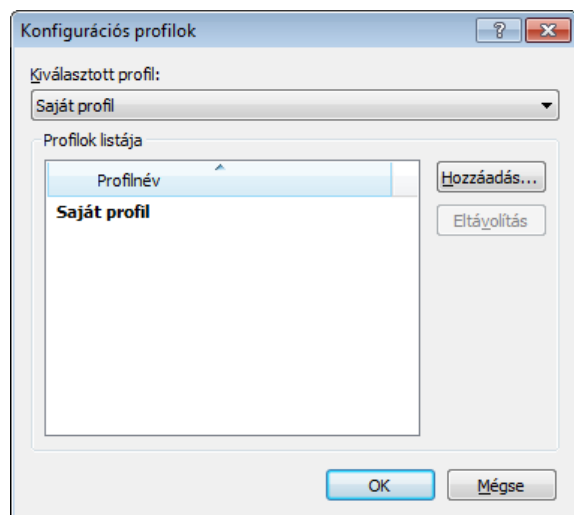 Konfigurációs profilok
Kiválasztott profil:
Saját profil
Profilok listája
Profilnév
Saját profil
Hozzáadás...
Eltávolítás
OK
Mégse